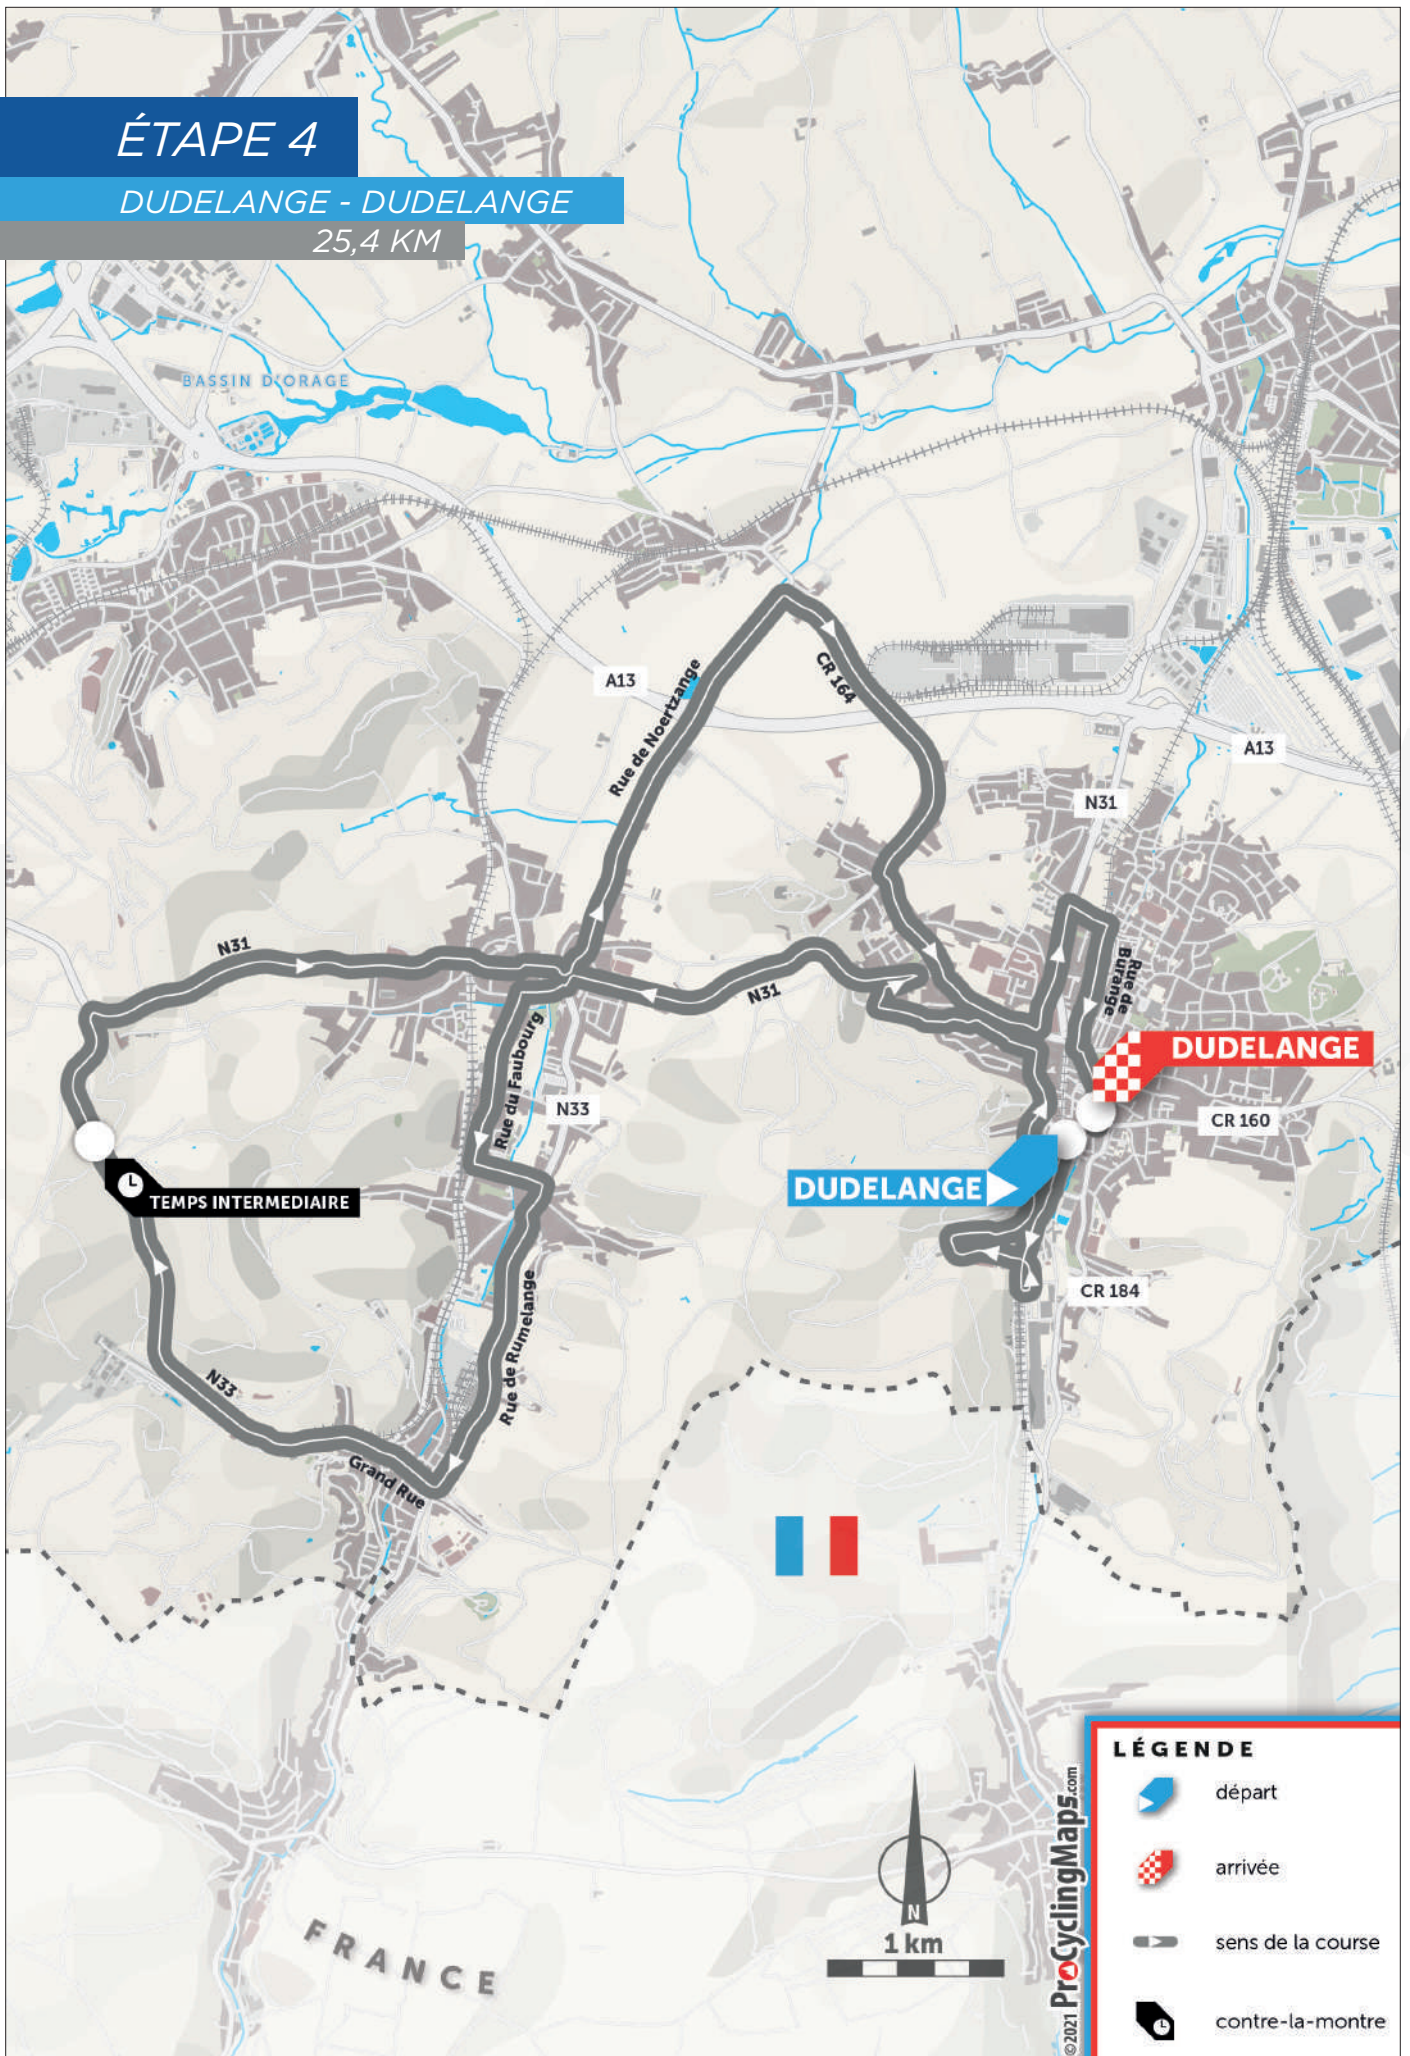 ÉTAPE 4
DUDELANGE - DUDELANGE
25,4 KM
BASSIN D'ORAGE
A13
Rue de Noertzange
CR 164
A13
N31
N31
N31
Rue de
Burange
DUDELANGE
Rue du Faubourg
N33
CR 160
DUDELANGE
TEMPS INTERMEDIAIRE
CR 184
Rue de Rumelange
N33
Grand Rue
FRANCE
N
1 km
©2021 ProCyclingMaps.com
LÉGENDE
départ
arrivée
sens de la course
contre-la-montre